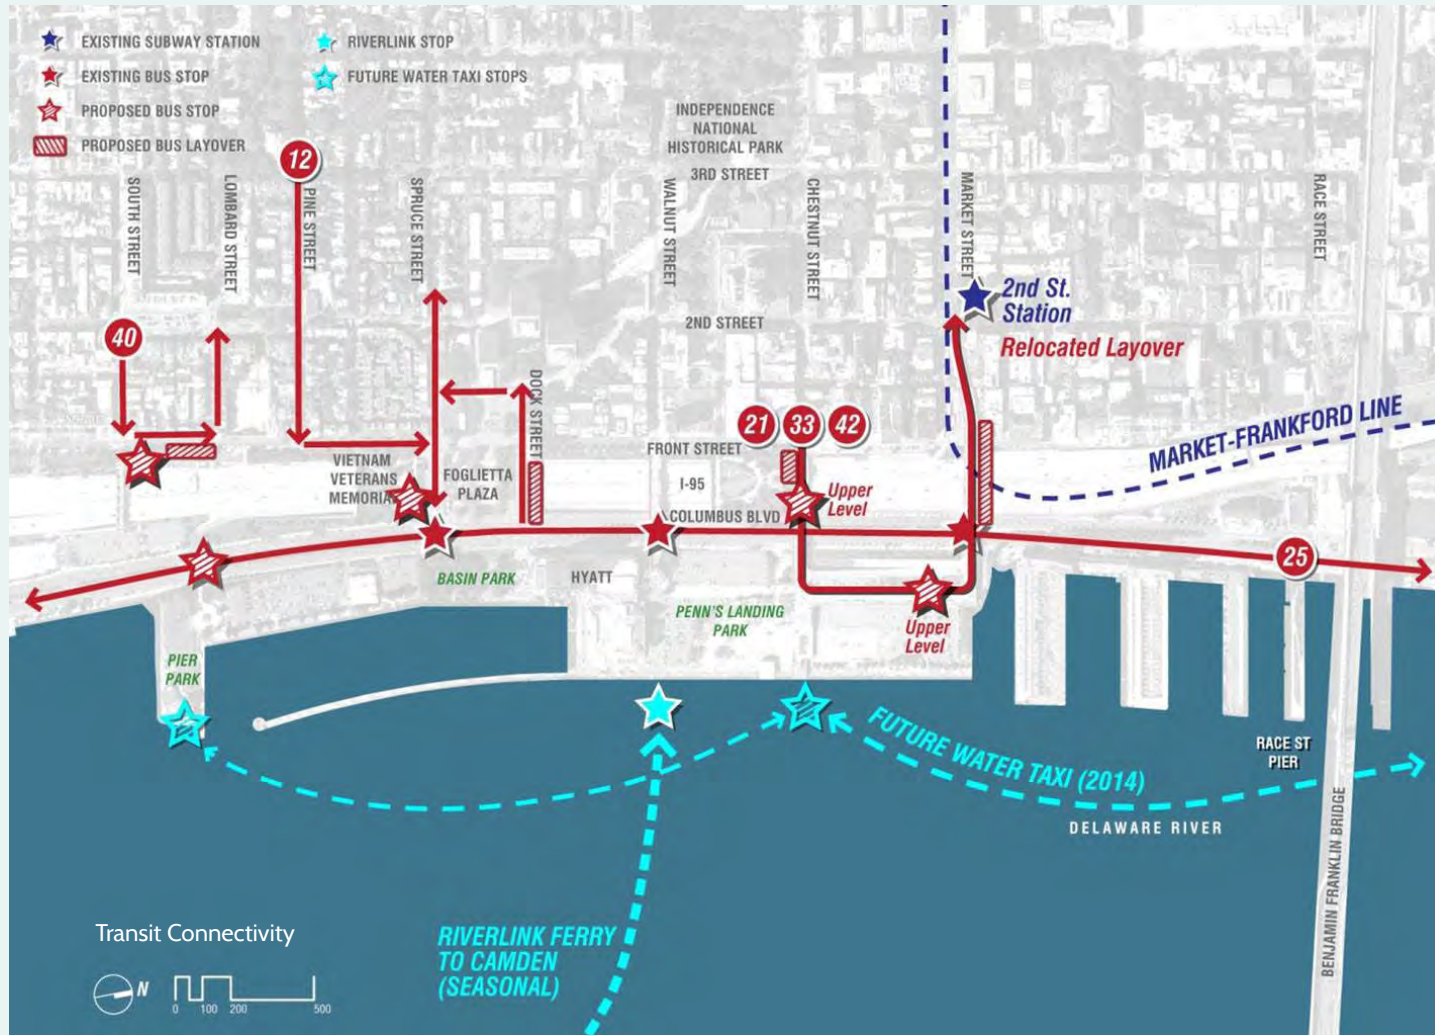 EXISTING SUBWAY STATION
EXISTING BUS STOP
PROPOSED BUS STOP
PROPOSED BUS LAYOVER
RIVERLINK STOP
FUTURE WATER TAXI STOPS
INDEPENDENCE
NATIONAL
HISTORICAL PARK
3RD STREET
12
SOUTH STREET
LOMBARD STREET
PINE STREET
SPRUCE STREET
WALNUT STREET
CHESTNUT STREET
MARKET STREET
RACE STREET
2nd St.
Station
Relocated Layover
2ND STREET
40
DOCK STREET
21
33
42
MARKET-FRANKFORD LINE
FRONT STREET
VIETNAM
VETERANS
MEMORIA
FOGLIETTA
PLAZA
I-95
Upper
Level
COLUMBUS BLVD
25
BASIN PARK
HYATT
PENN'S LANDING
PARK
Upper
Level
PIER
PARK
FUTURE WATER TAXI (2014)
RACE ST
PIER
DELAWARE RIVER
BENJAMIN FRANKLIN BRIDGE
Transit Connectivity
RIVERLINK FERRY
TO CAMDEN
(SEASONAL)
N
0 100 200 500